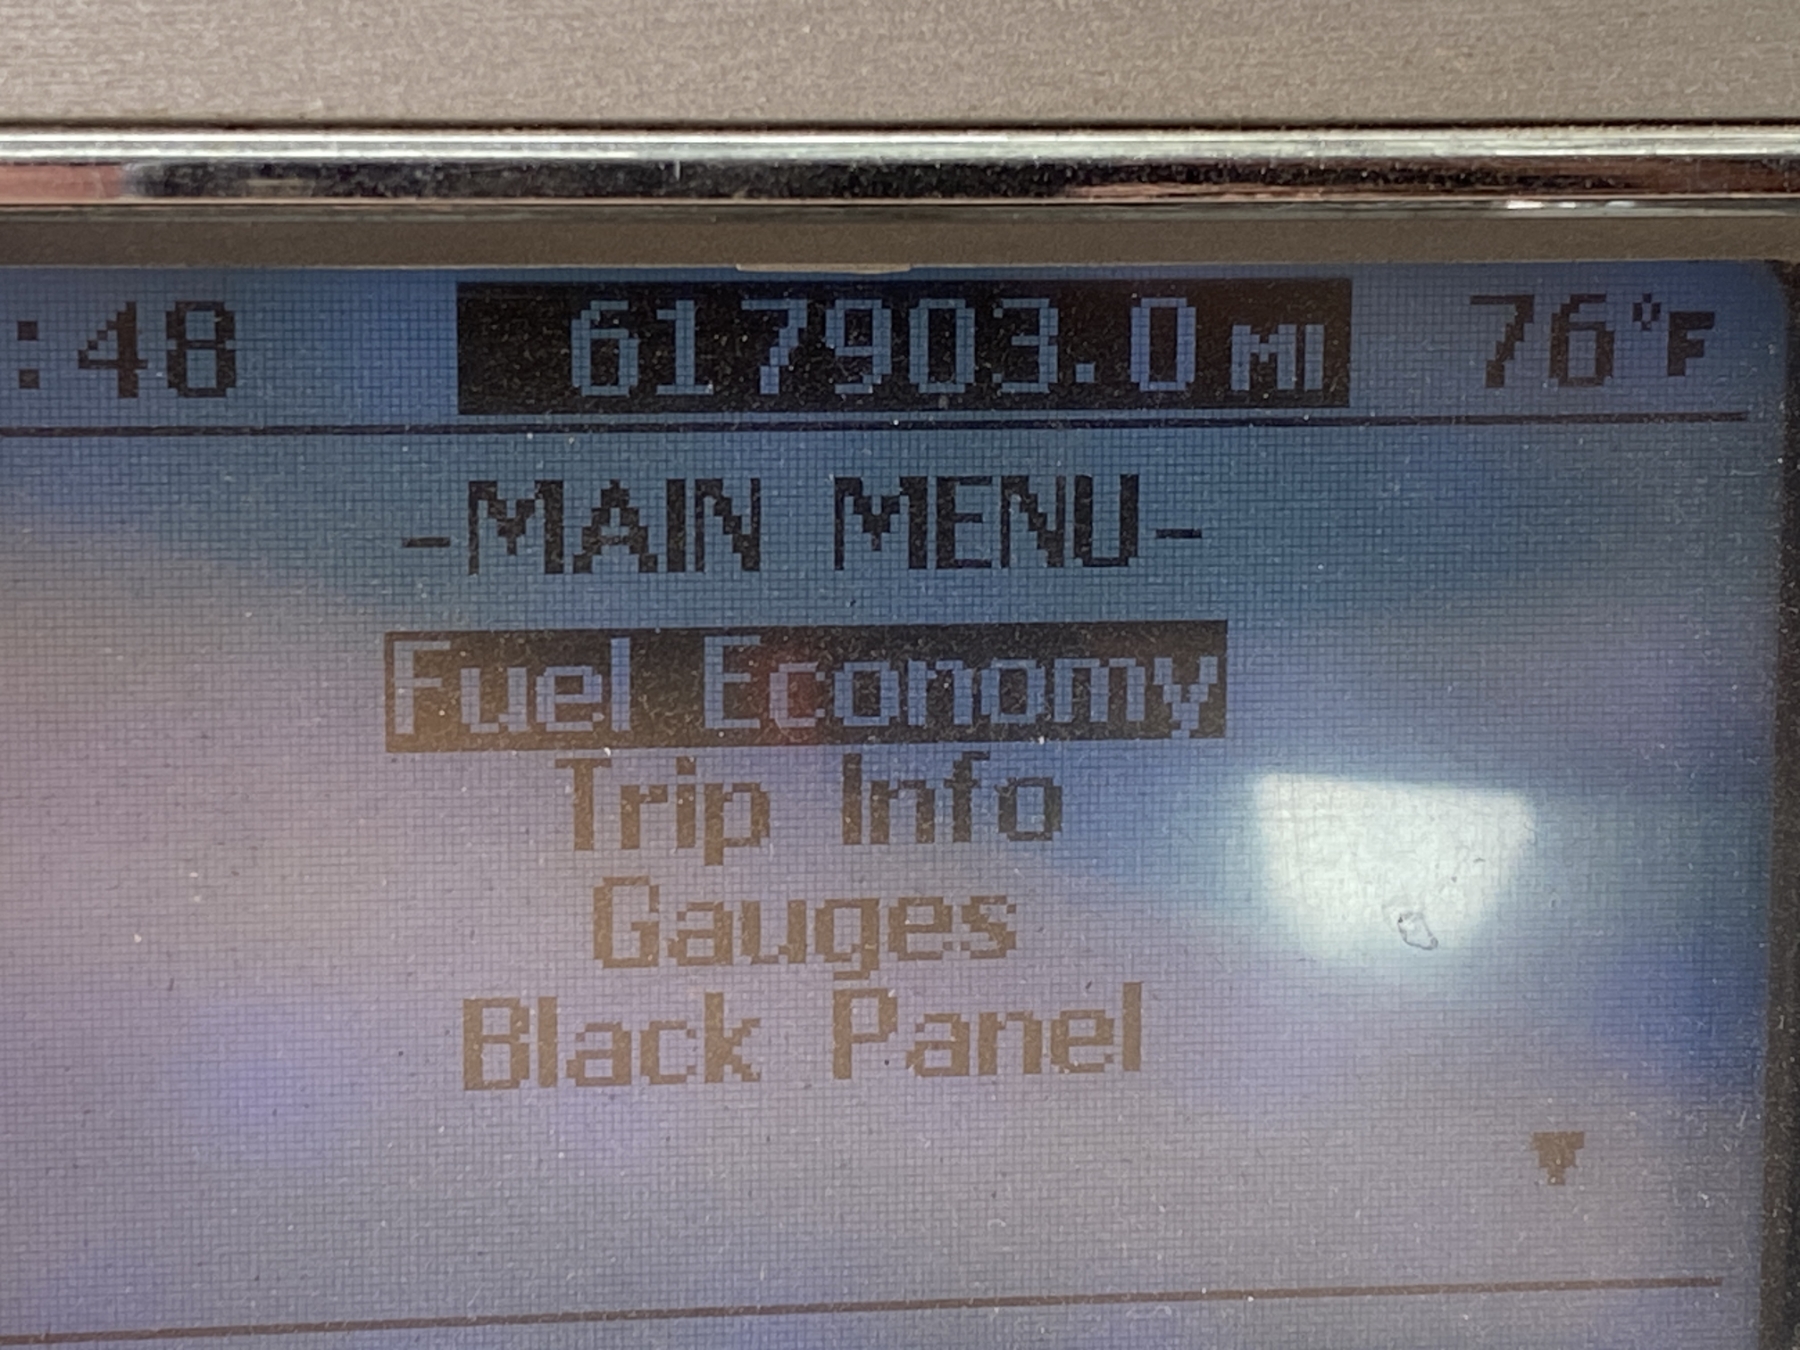 :48 617903.0 MI 76°F
-MAIN MENU-
Fuel Economy
Trip Info
Gauges
Black Panel